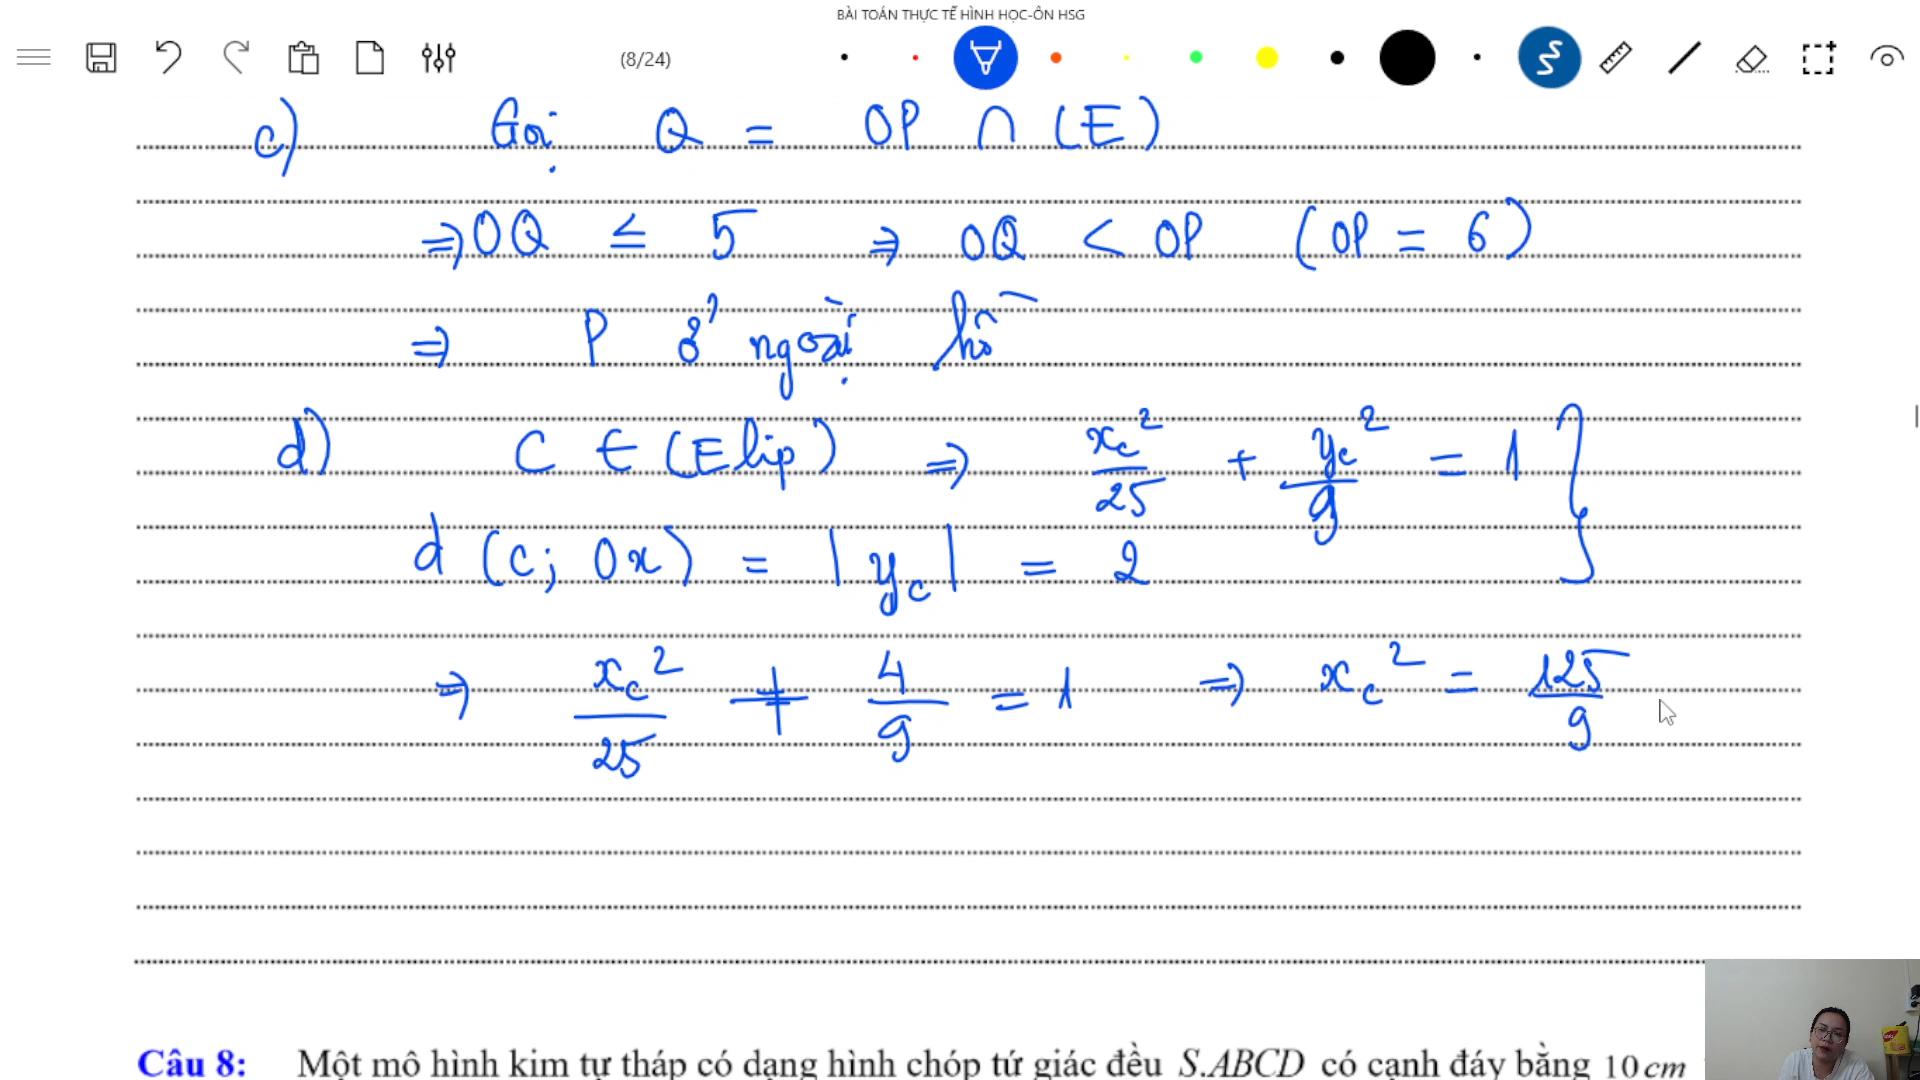 BÀI TOÁN THỰC TẾ HÌNH HỌC-ÔN HSG
(8/24)
c) Gọi Q = OP ∩ (E)
⇒ OQ ≤ 5 ⇒ OQ < OP (OP = 6)
⇒ P ở ngoài hồ
d) C ∈ (Elip) ⇒ x_c²/25 + y_c²/9 = 1 }
d (C; Ox) = |y_c| = 2
⇒ x_c²/25 + 4/9 = 1 ⇒ x_c² = 125/9
Câu 8: Một mô hình kim tự tháp có dạng hình chóp tứ giác đều S.ABCD có cạnh đáy bằng 10 cm